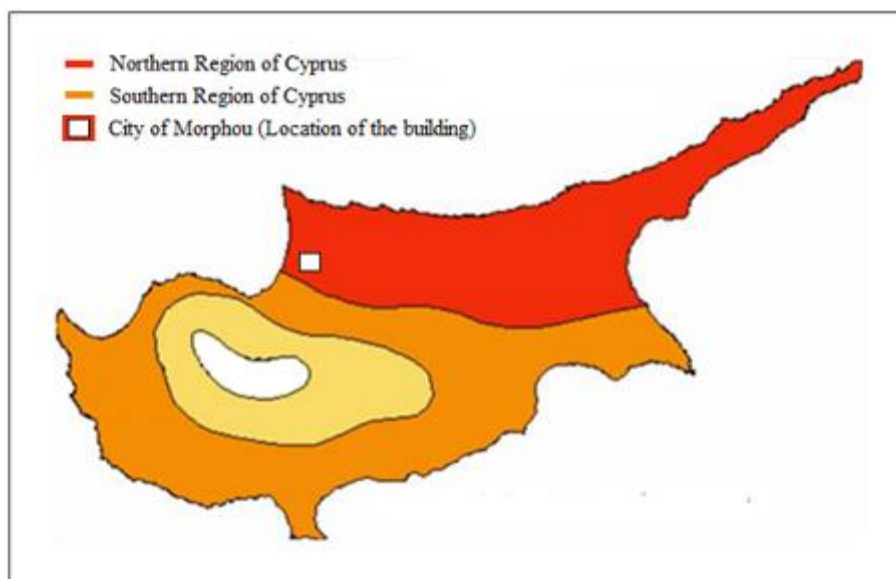 Northern Region of Cyprus
Southern Region of Cyprus
City of Morphou (Location of the building)